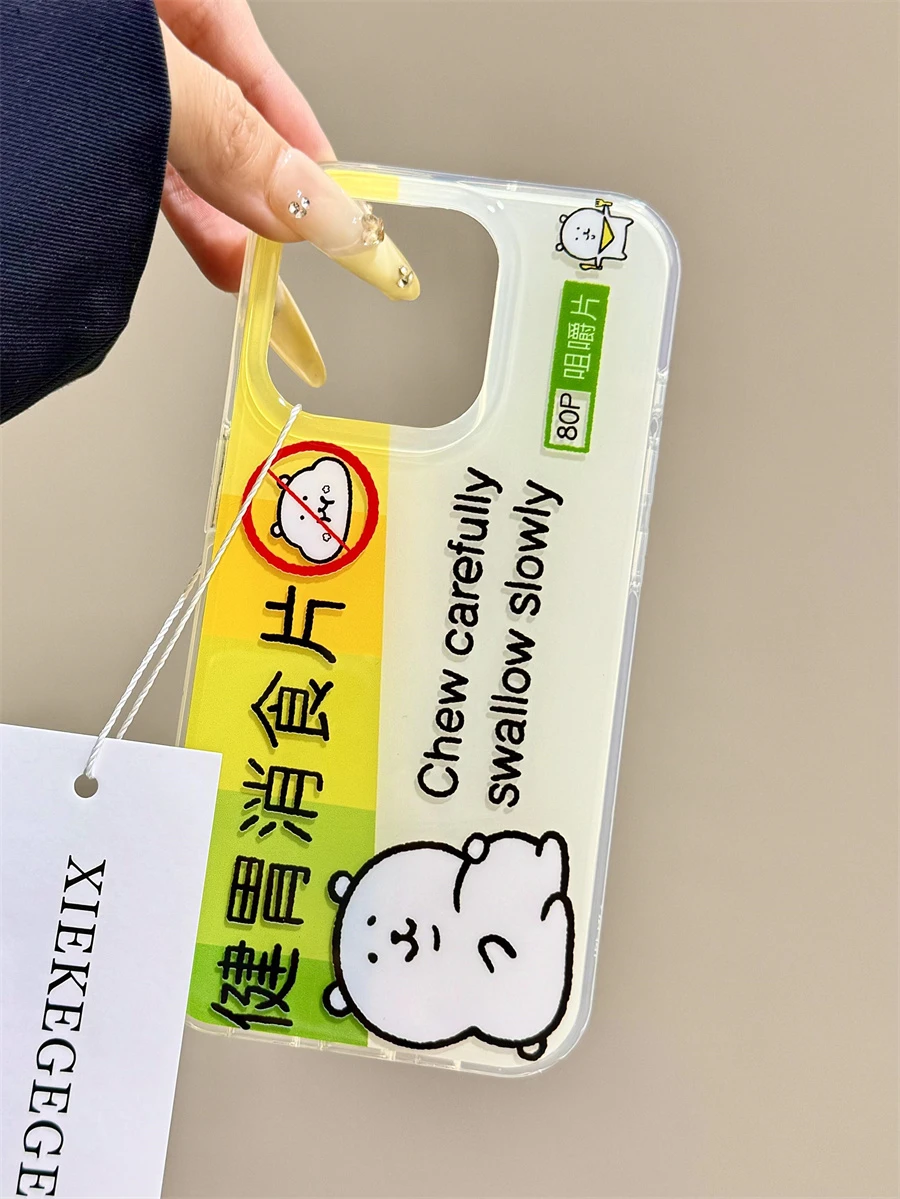 健胃消食片
Chew carefully
swallow slowly
80P 咀嚼片
XIEKEGEGE